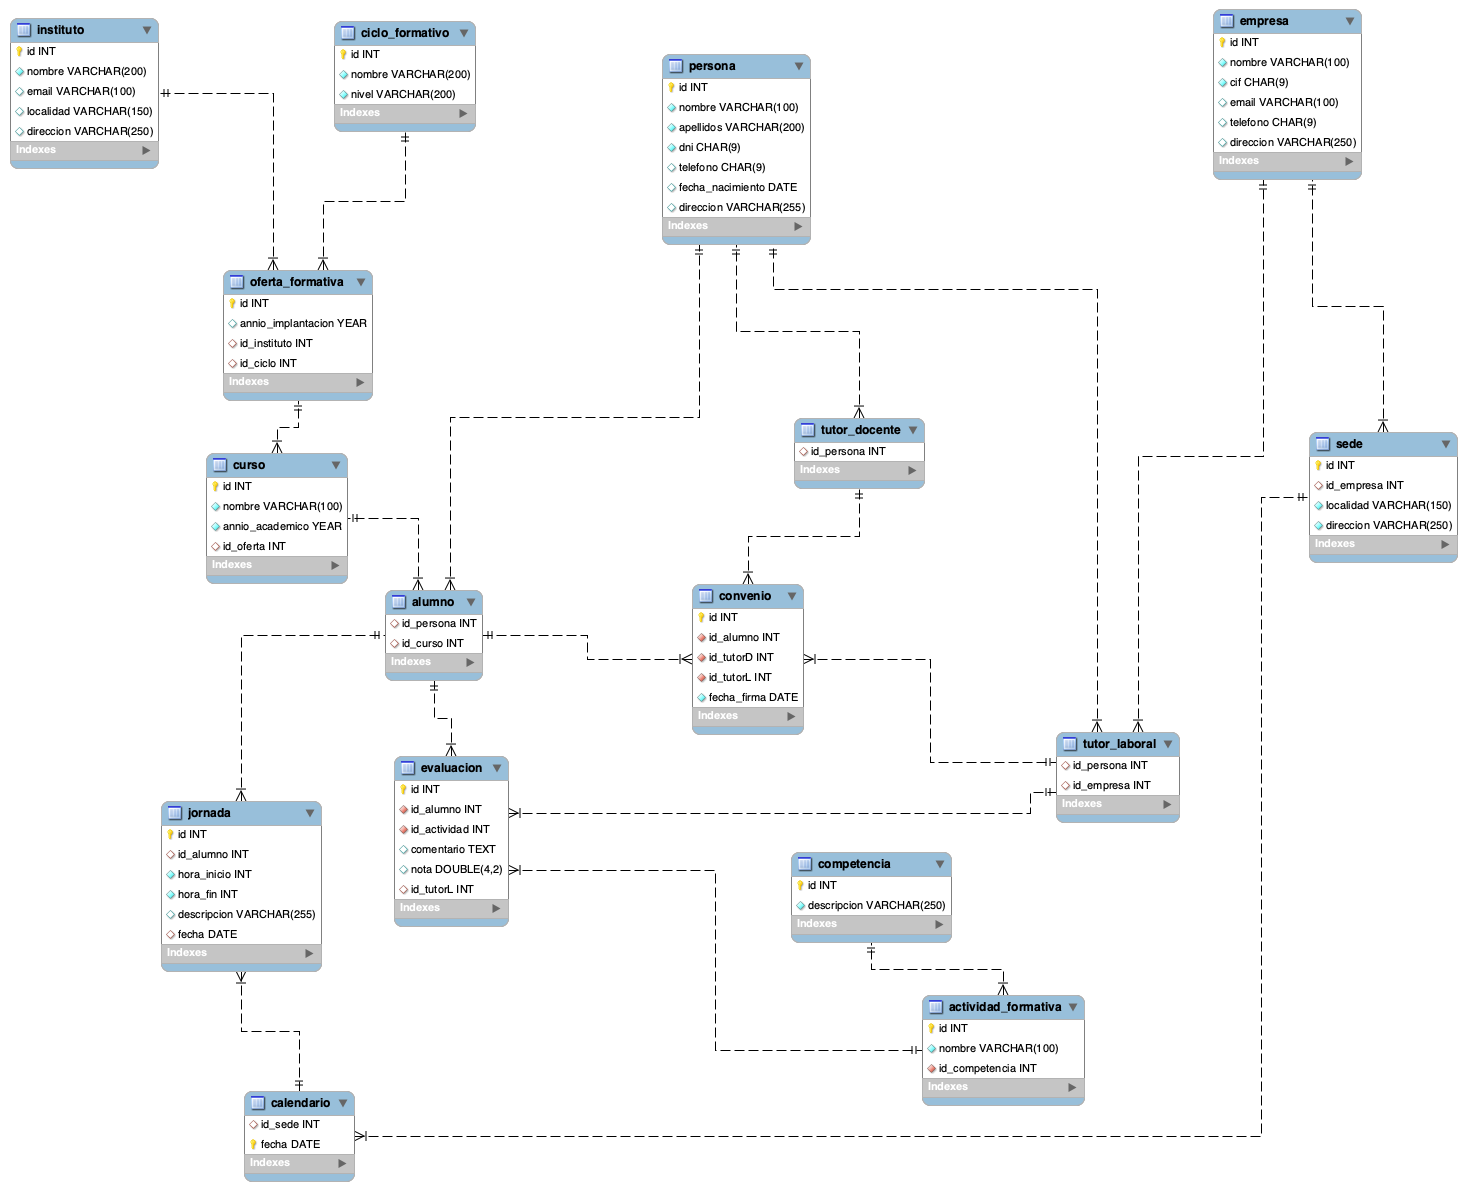 instituto
id INT
nombre VARCHAR(200)
email VARCHAR(100)
localidad VARCHAR(150)
direccion VARCHAR(250)
Indexes
ciclo_formativo
id INT
nombre VARCHAR(200)
nivel VARCHAR(200)
Indexes
persona
id INT
nombre VARCHAR(100)
apellidos VARCHAR(200)
dni CHAR(9)
telefono CHAR(9)
fecha_nacimiento DATE
direccion VARCHAR(255)
Indexes
empresa
id INT
nombre VARCHAR(100)
cif CHAR(9)
email VARCHAR(100)
telefono CHAR(9)
direccion VARCHAR(250)
Indexes
oferta_formativa
id INT
annio_implantacion YEAR
id_instituto INT
id_ciclo INT
Indexes
tutor_docente
id_persona INT
Indexes
sede
id INT
id_empresa INT
localidad VARCHAR(150)
direccion VARCHAR(250)
Indexes
curso
id INT
nombre VARCHAR(100)
annio_academico YEAR
id_oferta INT
Indexes
alumno
id_persona INT
id_curso INT
Indexes
convenio
id INT
id_alumno INT
id_tutorD INT
id_tutorL INT
fecha_firma DATE
Indexes
tutor_laboral
id_persona INT
id_empresa INT
Indexes
evaluacion
id INT
id_alumno INT
id_actividad INT
comentario TEXT
nota DOUBLE(4,2)
id_tutorL INT
Indexes
jornada
id INT
id_alumno INT
hora_inicio INT
hora_fin INT
descripcion VARCHAR(255)
fecha DATE
Indexes
competencia
id INT
descripcion VARCHAR(250)
Indexes
actividad_formativa
id INT
nombre VARCHAR(100)
id_competencia INT
Indexes
calendario
id_sede INT
fecha DATE
Indexes